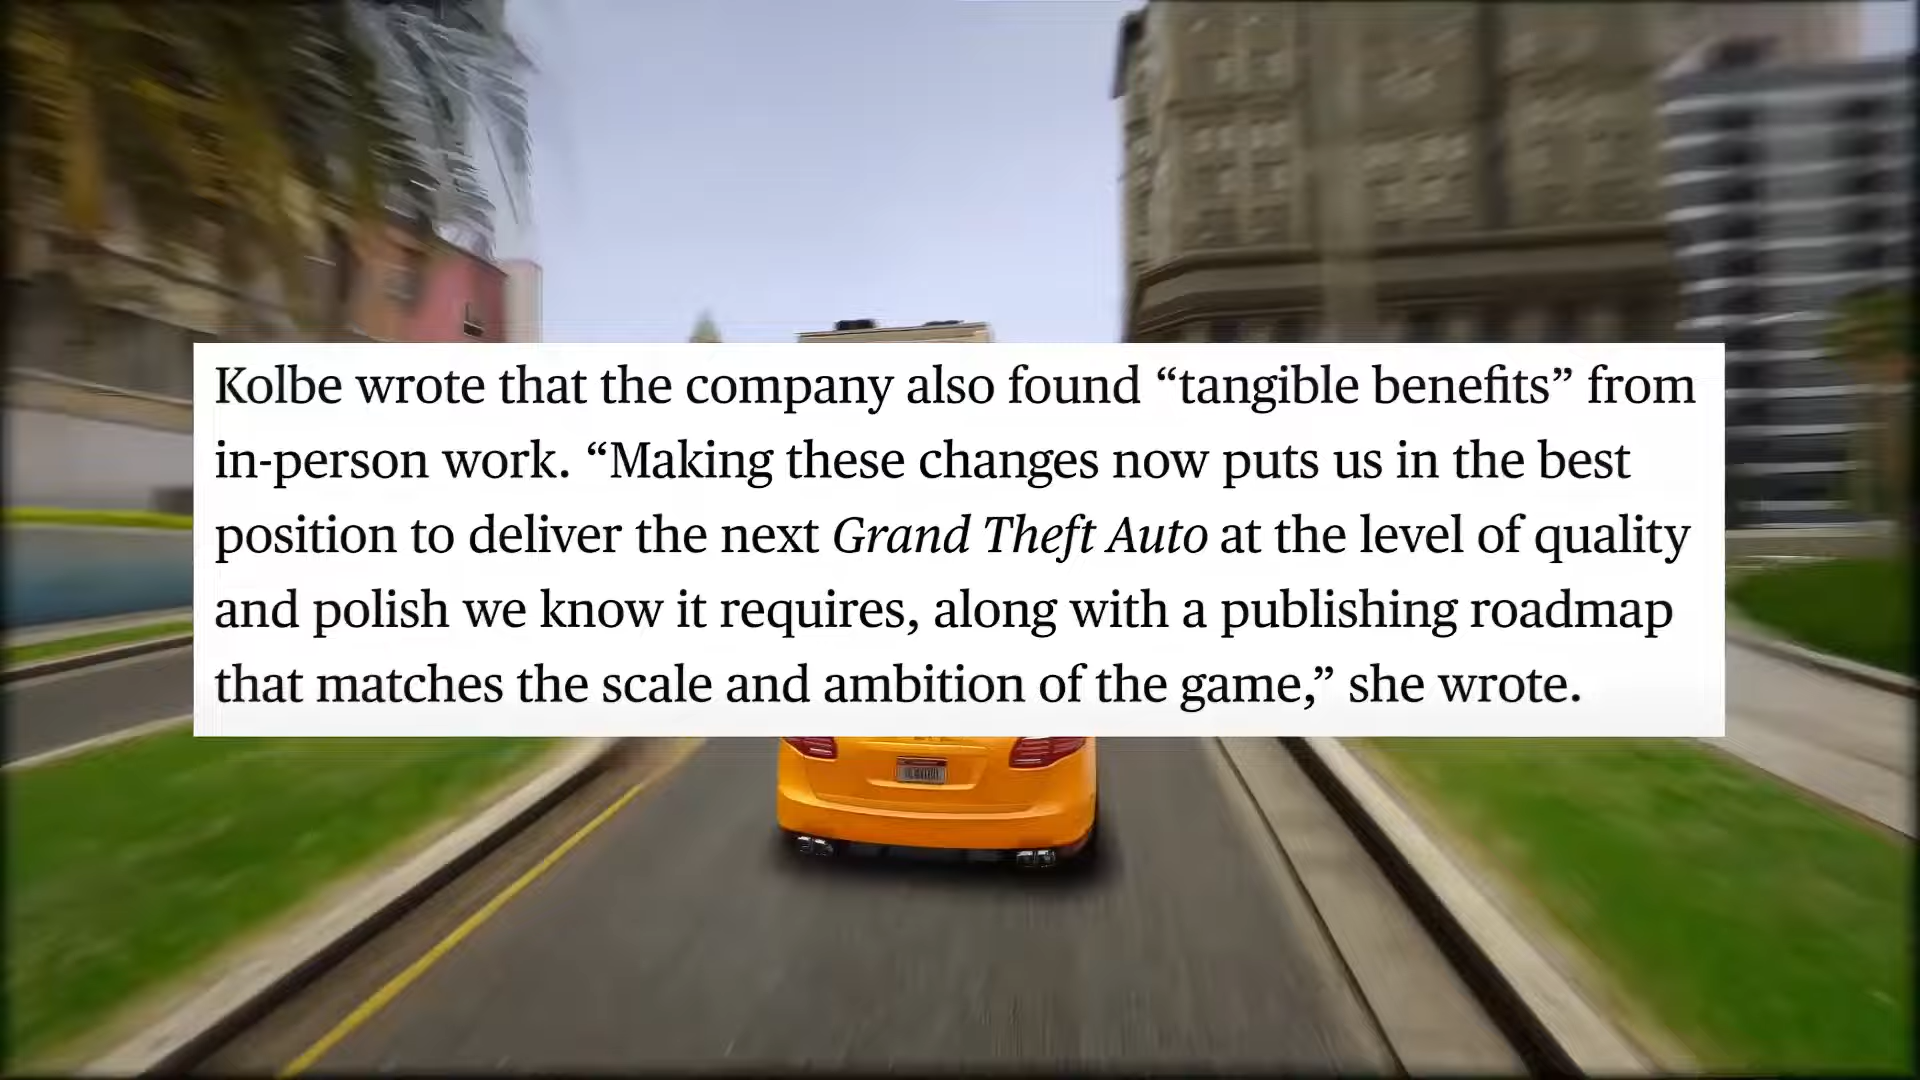 Kolbe wrote that the company also found “tangible benefits” from
in-person work. “Making these changes now puts us in the best
position to deliver the next Grand Theft Auto at the level of quality
and polish we know it requires, along with a publishing roadmap
that matches the scale and ambition of the game,” she wrote.